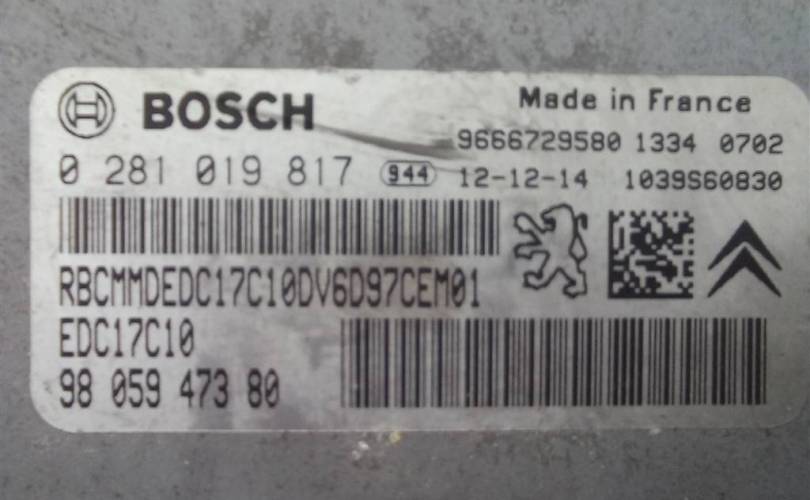 BOSCH
Made in France
9666729580 1334 0702
0 281 019 817 944 12-12-14 1039S60830
RBCMMDEDC17C10DV6D97CEM01
EDC17C10
98 059 473 80